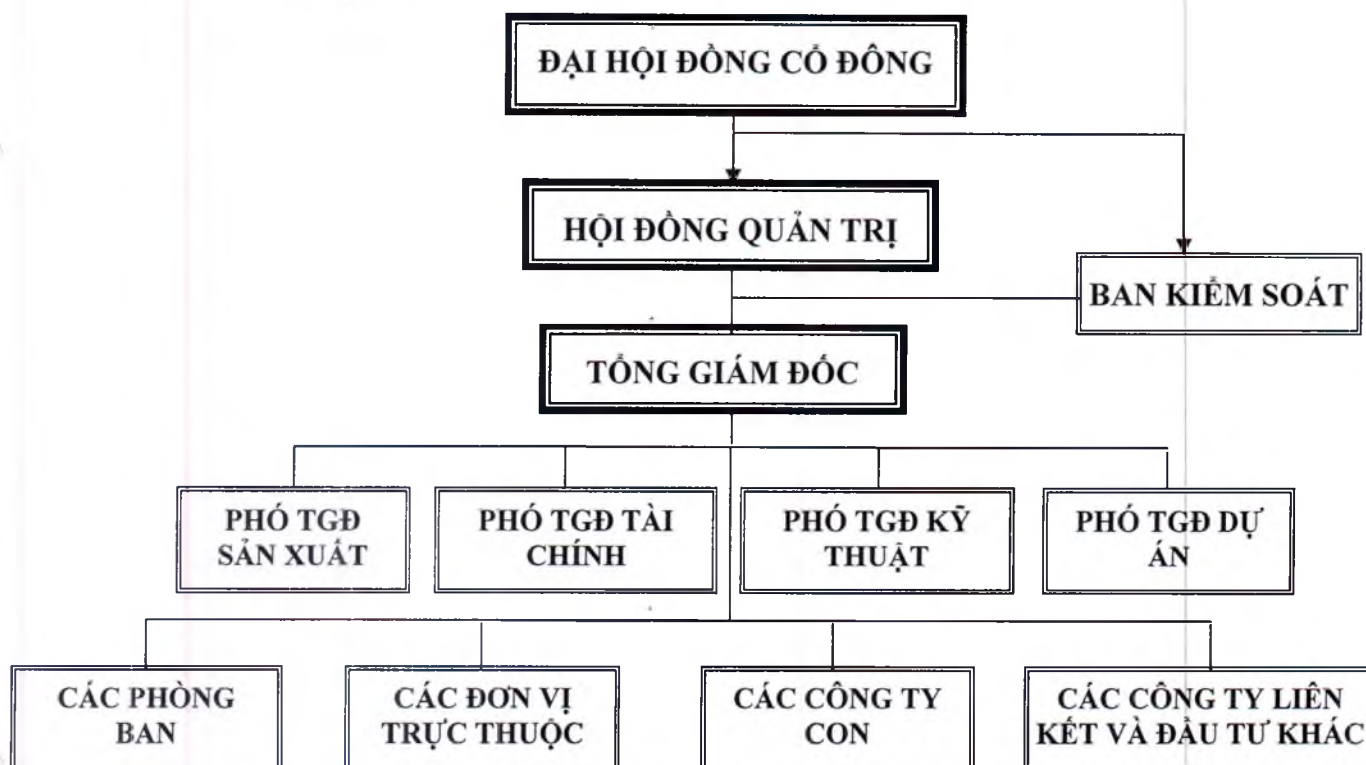 ĐẠI HỘI ĐỒNG CỔ ĐÔNG
HỘI ĐỒNG QUẢN TRỊ
BAN KIỂM SOÁT
TỔNG GIÁM ĐỐC
PHÓ TGĐ
SẢN XUẤT
PHÓ TGĐ TÀI
CHÍNH
PHÓ TGĐ KỸ
THUẬT
PHÓ TGĐ DỰ
ÁN
CÁC PHÒNG
BAN
CÁC ĐƠN VỊ
TRỰC THUỘC
CÁC CÔNG TY
CON
CÁC CÔNG TY LIÊN
KẾT VÀ ĐẦU TƯ KHÁC